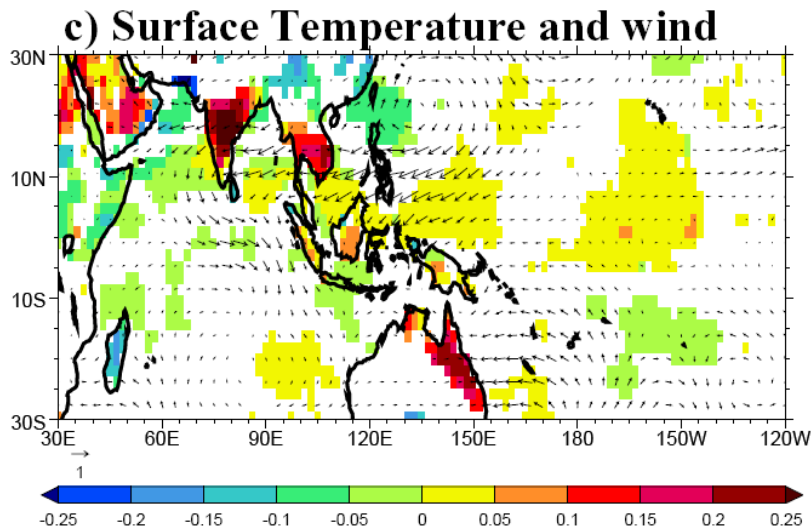 c) Surface Temperature and wind
30N
10N
10S
30S
30E 60E 90E 120E 150E 180 150W 120W
1
-0.25 -0.2 -0.15 -0.1 -0.05 0 0.05 0.1 0.15 0.2 0.25